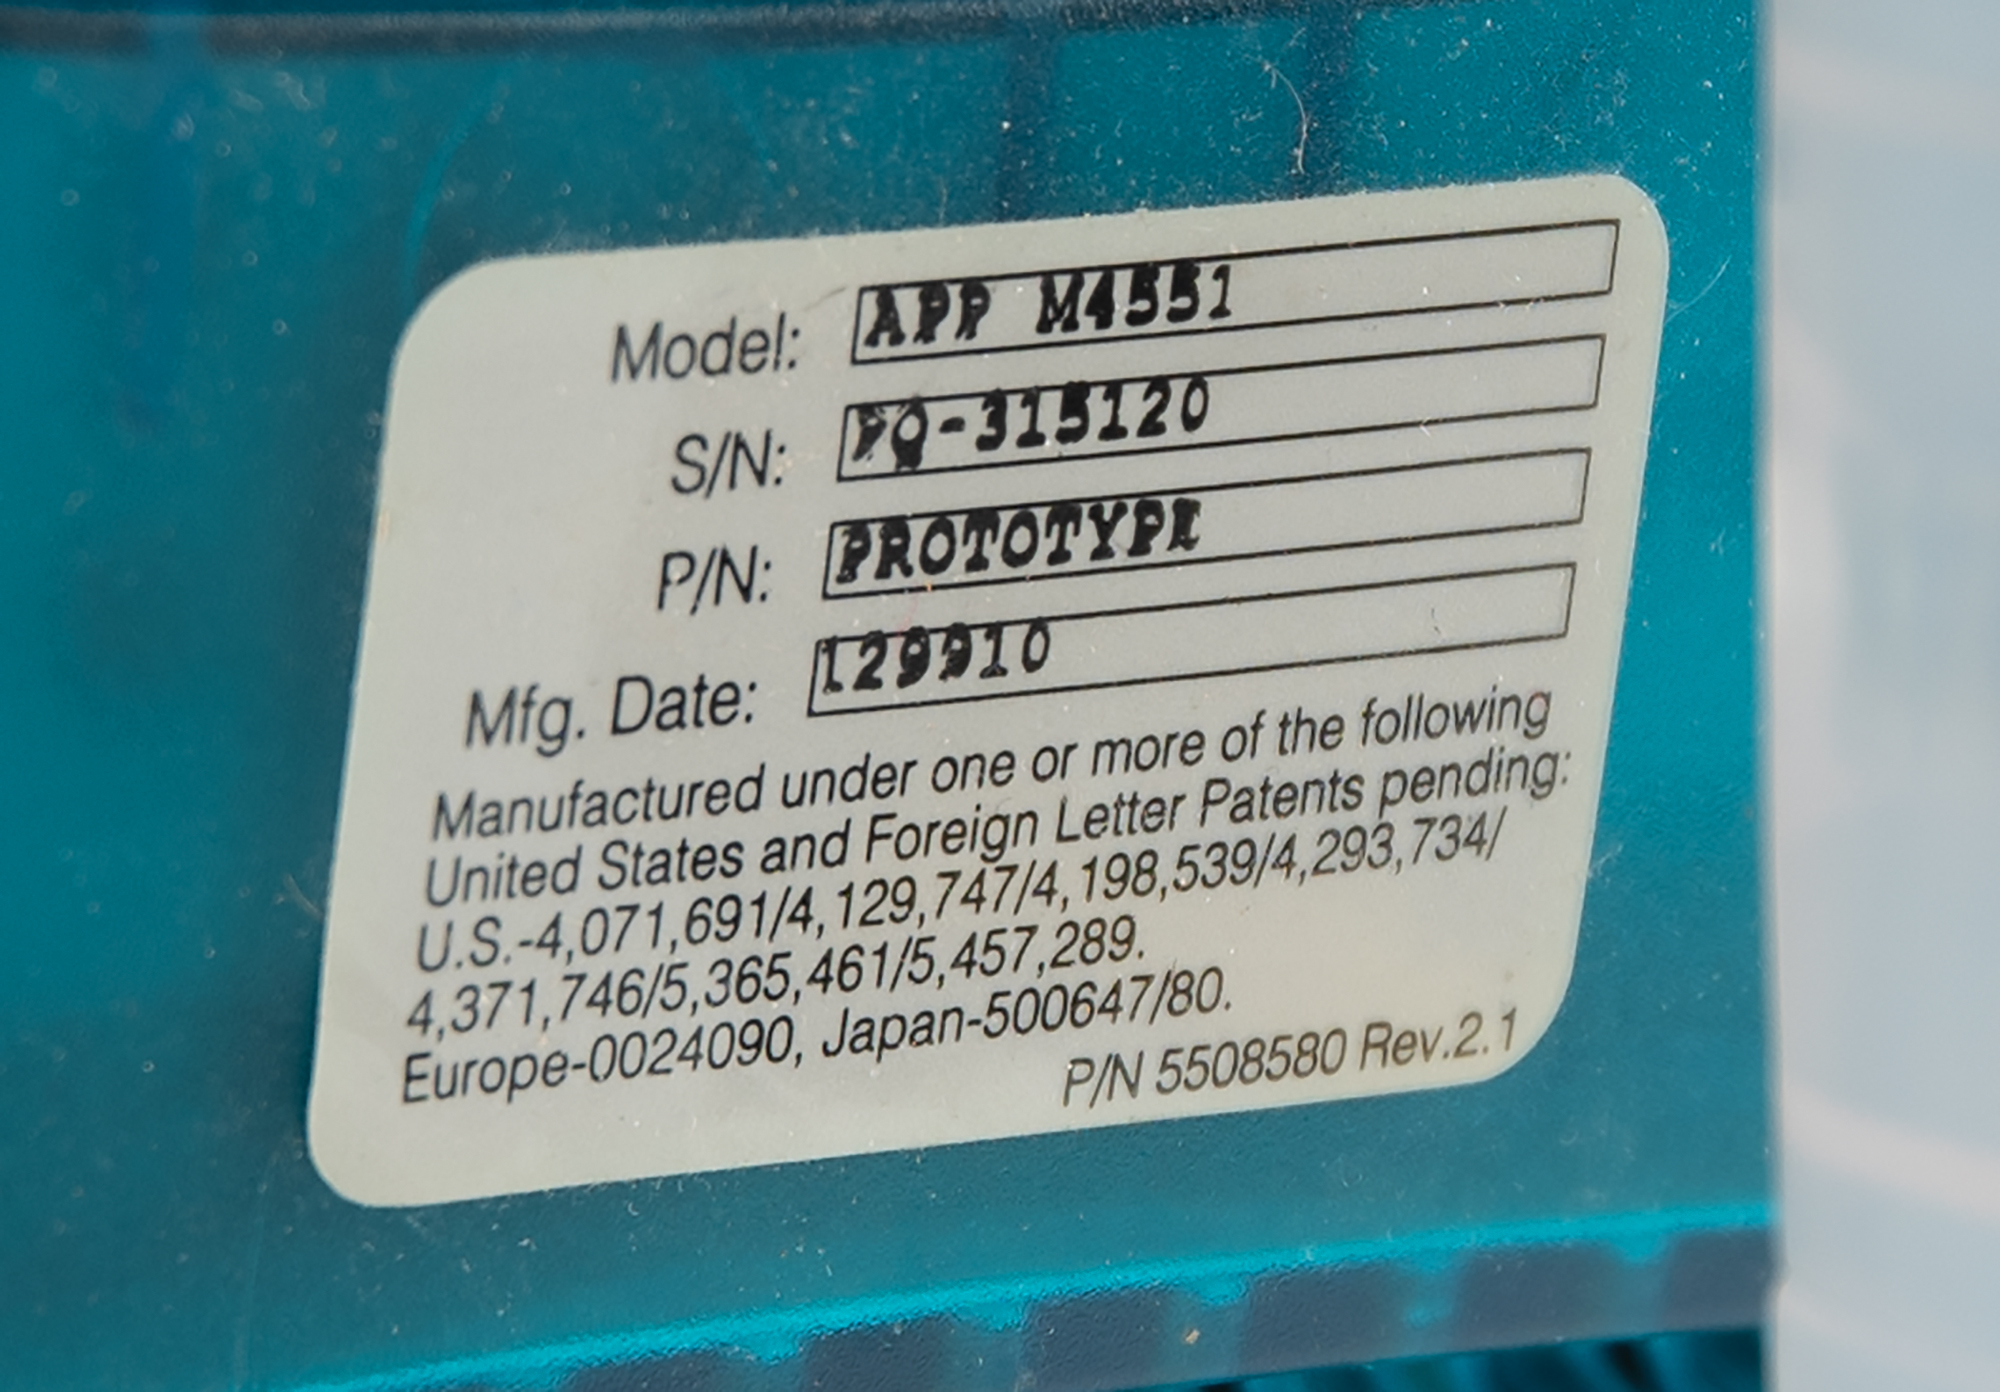 Model: APP M4551
S/N: PQ-315120
P/N: PROTOTYPE
Mfg. Date: 129910
Manufactured under one or more of the following
United States and Foreign Letter Patents pending:
U.S.-4,071,691/4,129,747/4,198,539/4,293,734/
4,371,746/5,365,461/5,457,289.
Europe-0024090, Japan-500647/80.
P/N 5508580 Rev.2.1